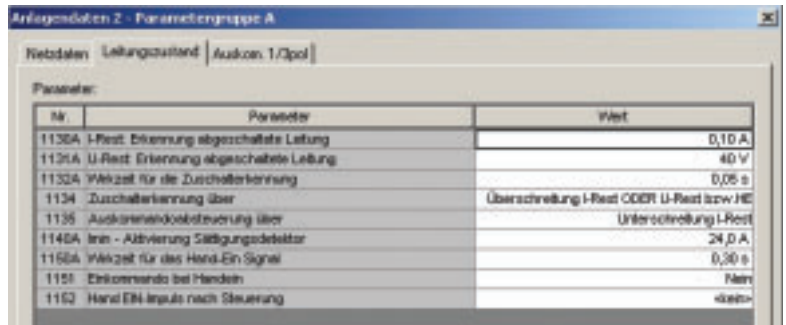 Anlagendaten 2 - Parametergruppe A
Netzdaten Leitungszustand Auskom. 1/3pol
Parameter:
Nr. Parameter Wert
1130A I-Rest: Erkennung abgeschaltete Leitung 0,10 A
1131A U-Rest: Erkennung abgeschaltete Leitung 40 V
1132A Wirkzeit für die Zuschalterkennung 0,05 s
1134 Zuschalterkennung über Überschreitung I-Rest ODER U-Rest bzw.HE
1135 Auskommandoabsteuerung über Unterschreitung I-Rest
1140A Imin - Aktivierung Sättigungsdetektor 24,0 A
1150A Wirkzeit für das Hand-Ein Signal 0,30 s
1151 Einkommando bei Handein Nein
1152 Hand EIN-Impuls nach Steuerung <kein>